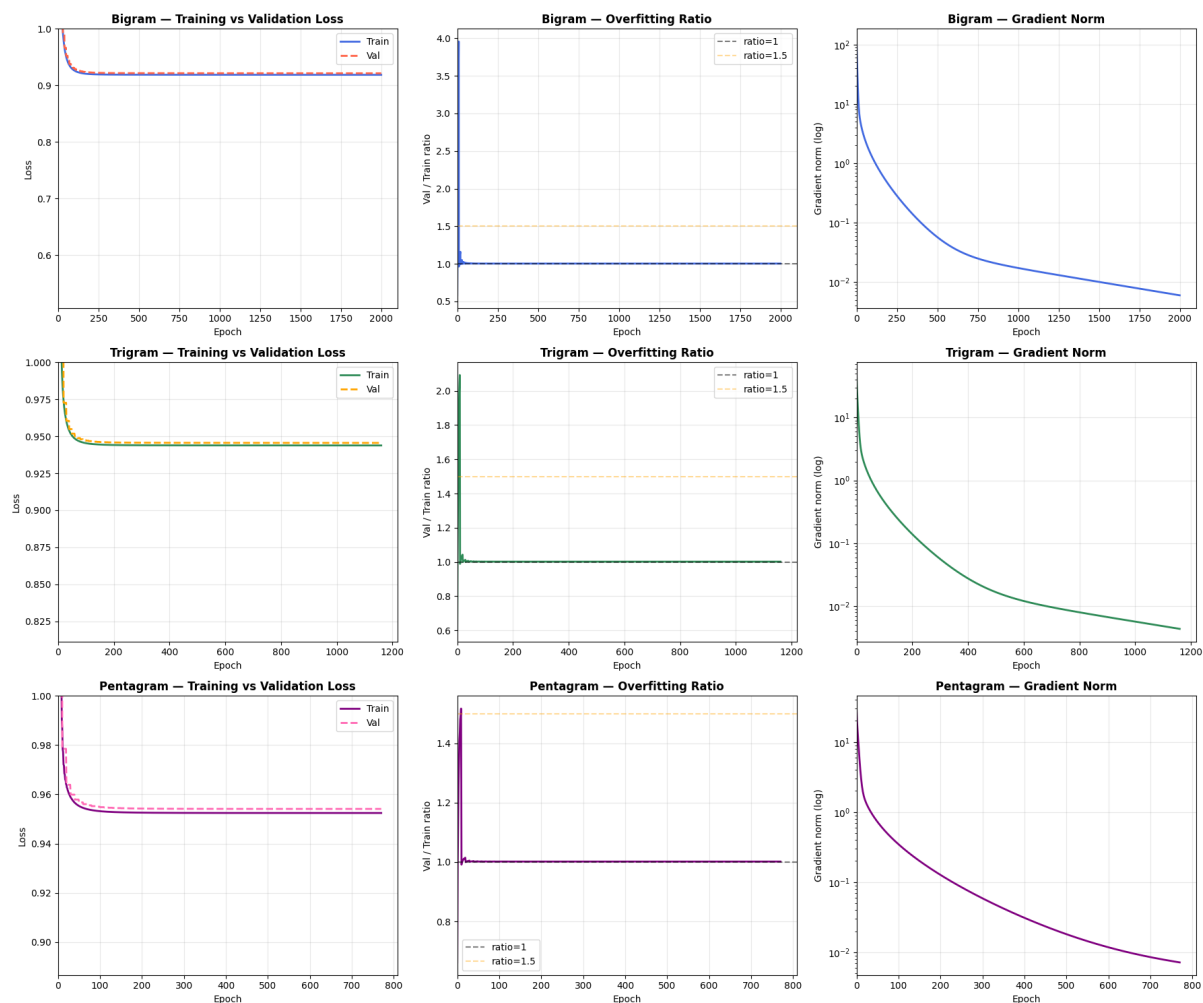 Bigram — Training vs Validation Loss
1.0
0.9
0.8
0.7
0.6
Loss
0 250 500 750 1000 1250 1500 1750 2000
Epoch
Train
Val
Bigram — Overfitting Ratio
4.0
3.5
3.0
2.5
2.0
1.5
1.0
0.5
Val / Train ratio
0 250 500 750 1000 1250 1500 1750 2000
Epoch
ratio=1
ratio=1.5
Bigram — Gradient Norm
10²
10¹
10⁰
10⁻¹
10⁻²
Gradient norm (log)
0 250 500 750 1000 1250 1500 1750 2000
Epoch
Trigram — Training vs Validation Loss
1.000
0.975
0.950
0.925
0.900
0.875
0.850
0.825
Loss
0 200 400 600 800 1000 1200
Epoch
Train
Val
Trigram — Overfitting Ratio
2.0
1.8
1.6
1.4
1.2
1.0
0.8
0.6
Val / Train ratio
0 200 400 600 800 1000 1200
Epoch
ratio=1
ratio=1.5
Trigram — Gradient Norm
10¹
10⁰
10⁻¹
10⁻²
Gradient norm (log)
0 200 400 600 800 1000 1200
Epoch
Pentagram — Training vs Validation Loss
1.00
0.98
0.96
0.94
0.92
0.90
Loss
0 100 200 300 400 500 600 700 800
Epoch
Train
Val
Pentagram — Overfitting Ratio
1.4
1.2
1.0
0.8
Val / Train ratio
0 100 200 300 400 500 600 700 800
Epoch
ratio=1
ratio=1.5
Pentagram — Gradient Norm
10¹
10⁰
10⁻¹
10⁻²
Gradient norm (log)
0 100 200 300 400 500 600 700 800
Epoch